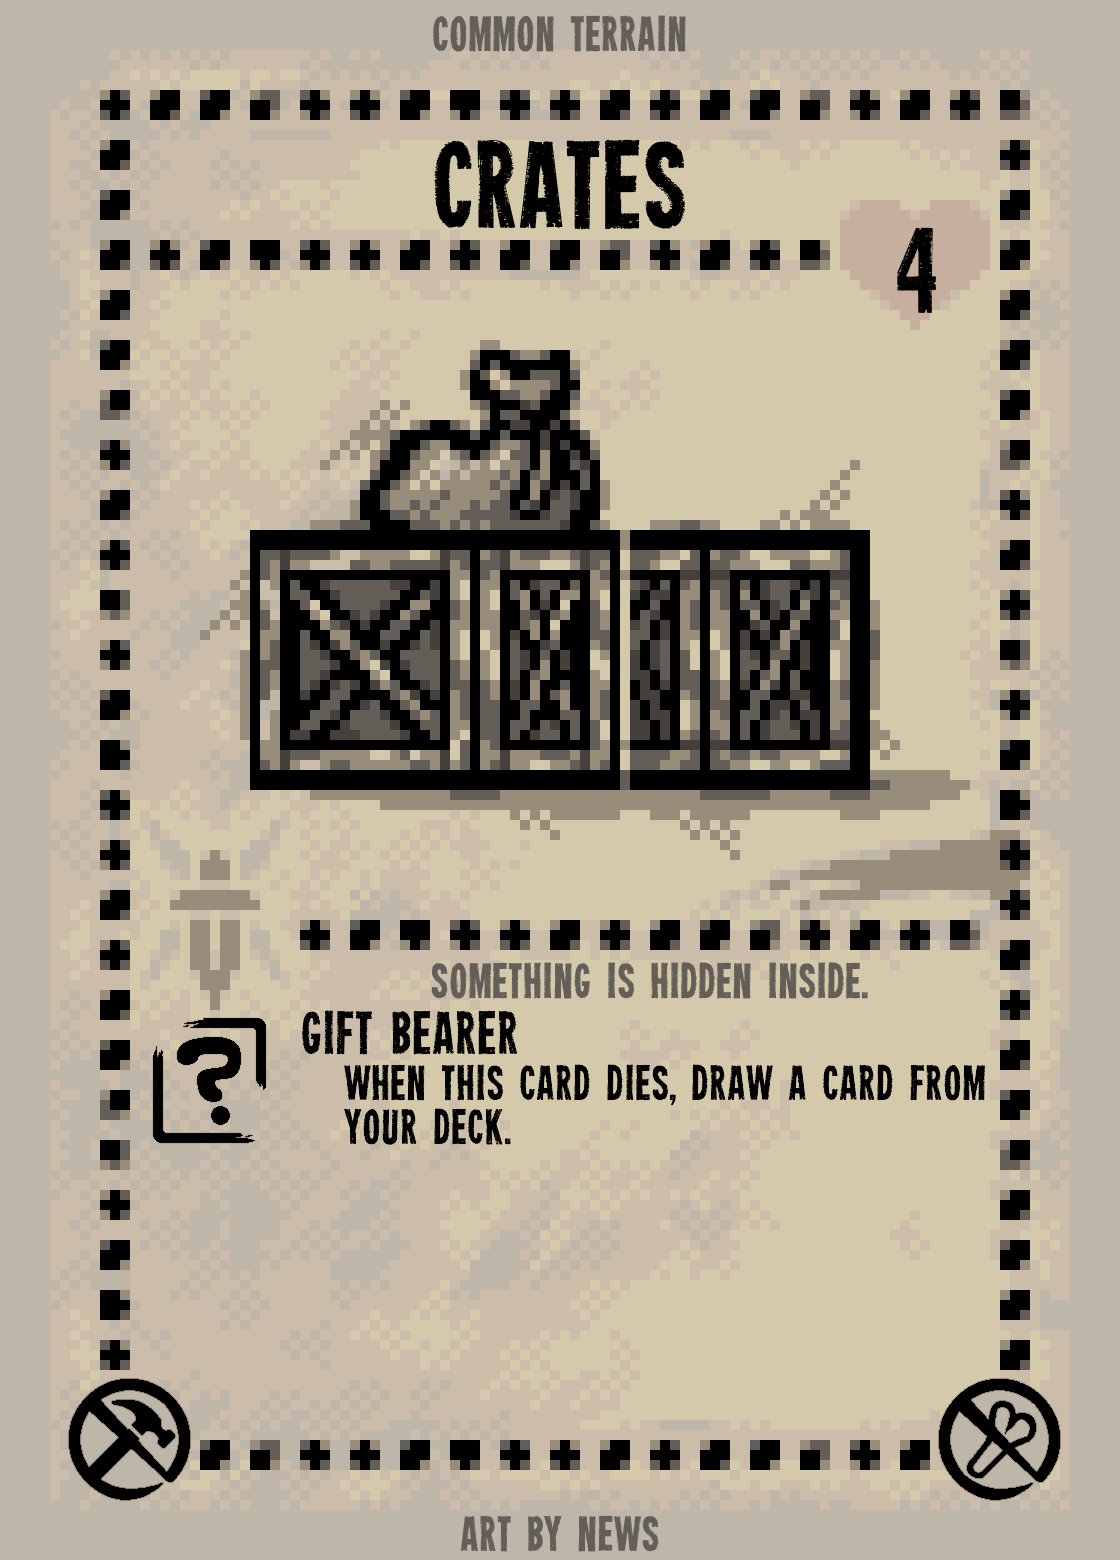 COMMON TERRAIN
CRATES
4
SOMETHING IS HIDDEN INSIDE.
GIFT BEARER
WHEN THIS CARD DIES, DRAW A CARD FROM
YOUR DECK.
ART BY NEWS